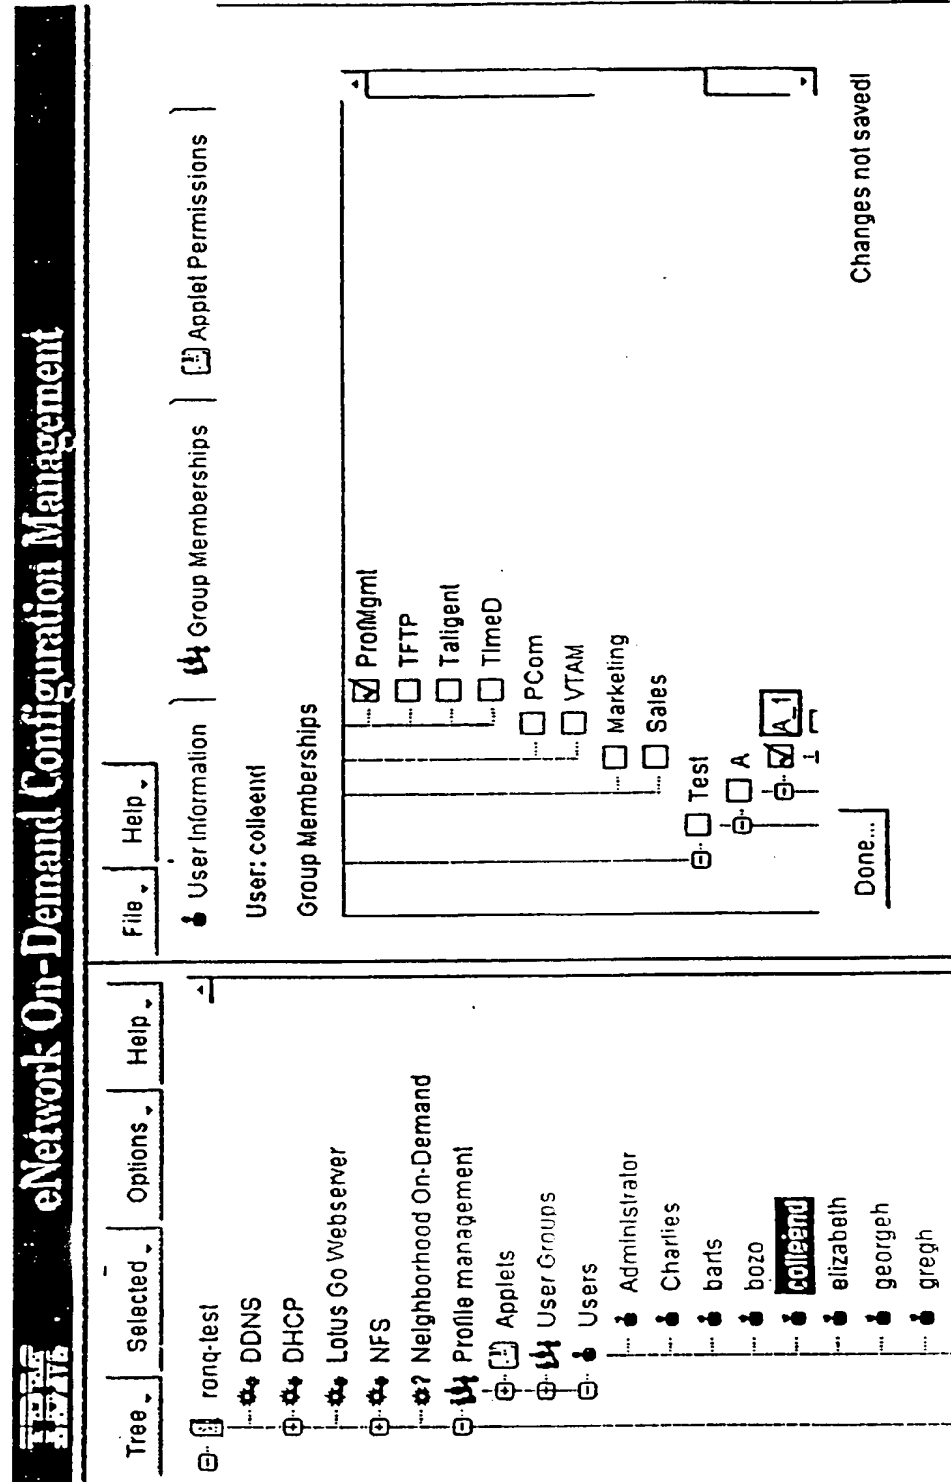 IBM eNetwork On-Demand Configuration Management
Tree Selected Options Help
ronq-test
DDNS
DHCP
Lotus Go Webserver
NFS
Neighborhood On-Demand
Profile management
Applets
User Groups
Users
Administrator
Charlies
barts
bozo
colleend
elizabeth
georgeh
gregh
File Help
User Information Group Memberships Applet Permissions
User: colleend
Group Memberships
ProfMgmt
TFTP
Taligent
TimeD
PCom
VTAM
Marketing
Sales
Test
A
A_1
Done... Changes not saved!